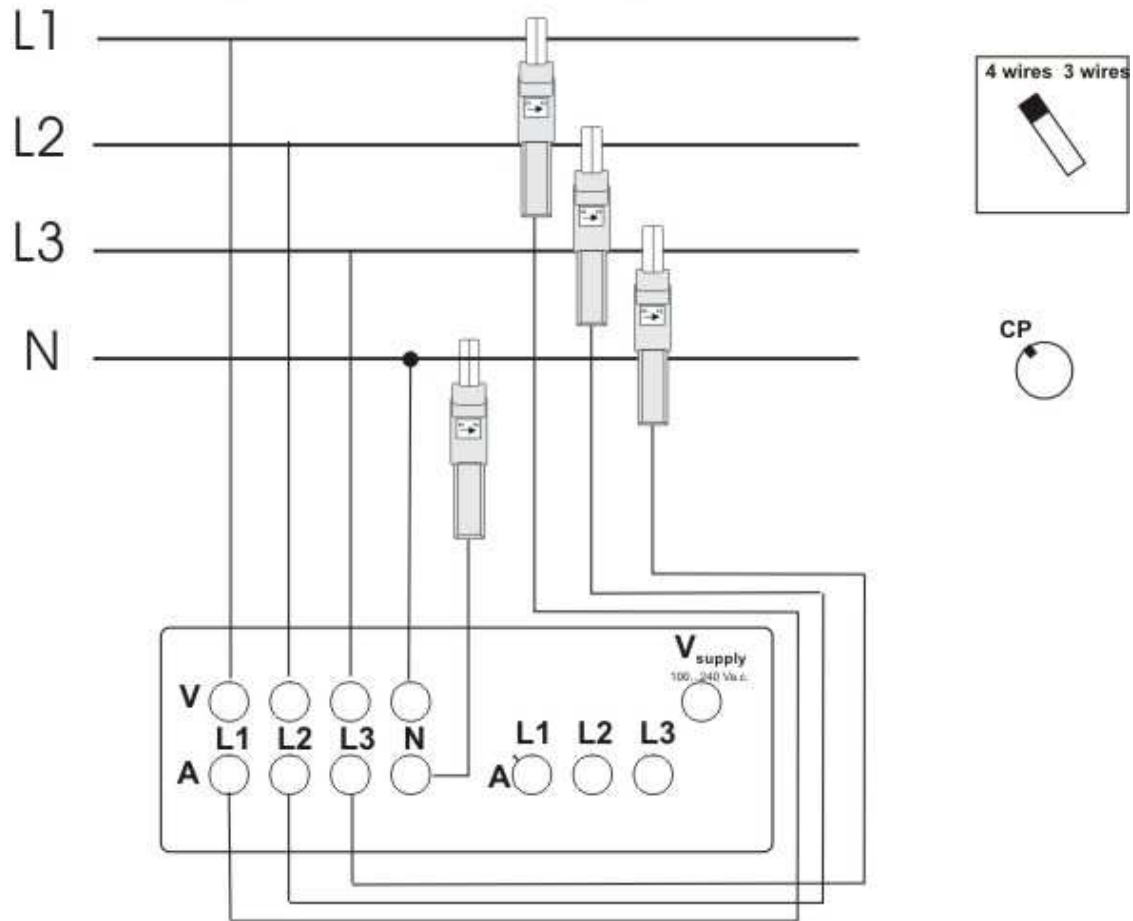 L1
4 wires 3 wires
L2
L3
CP
N
V supply
100...240 Va.c.
V
L1 L2 L3 N
L1 L2 L3
A
A